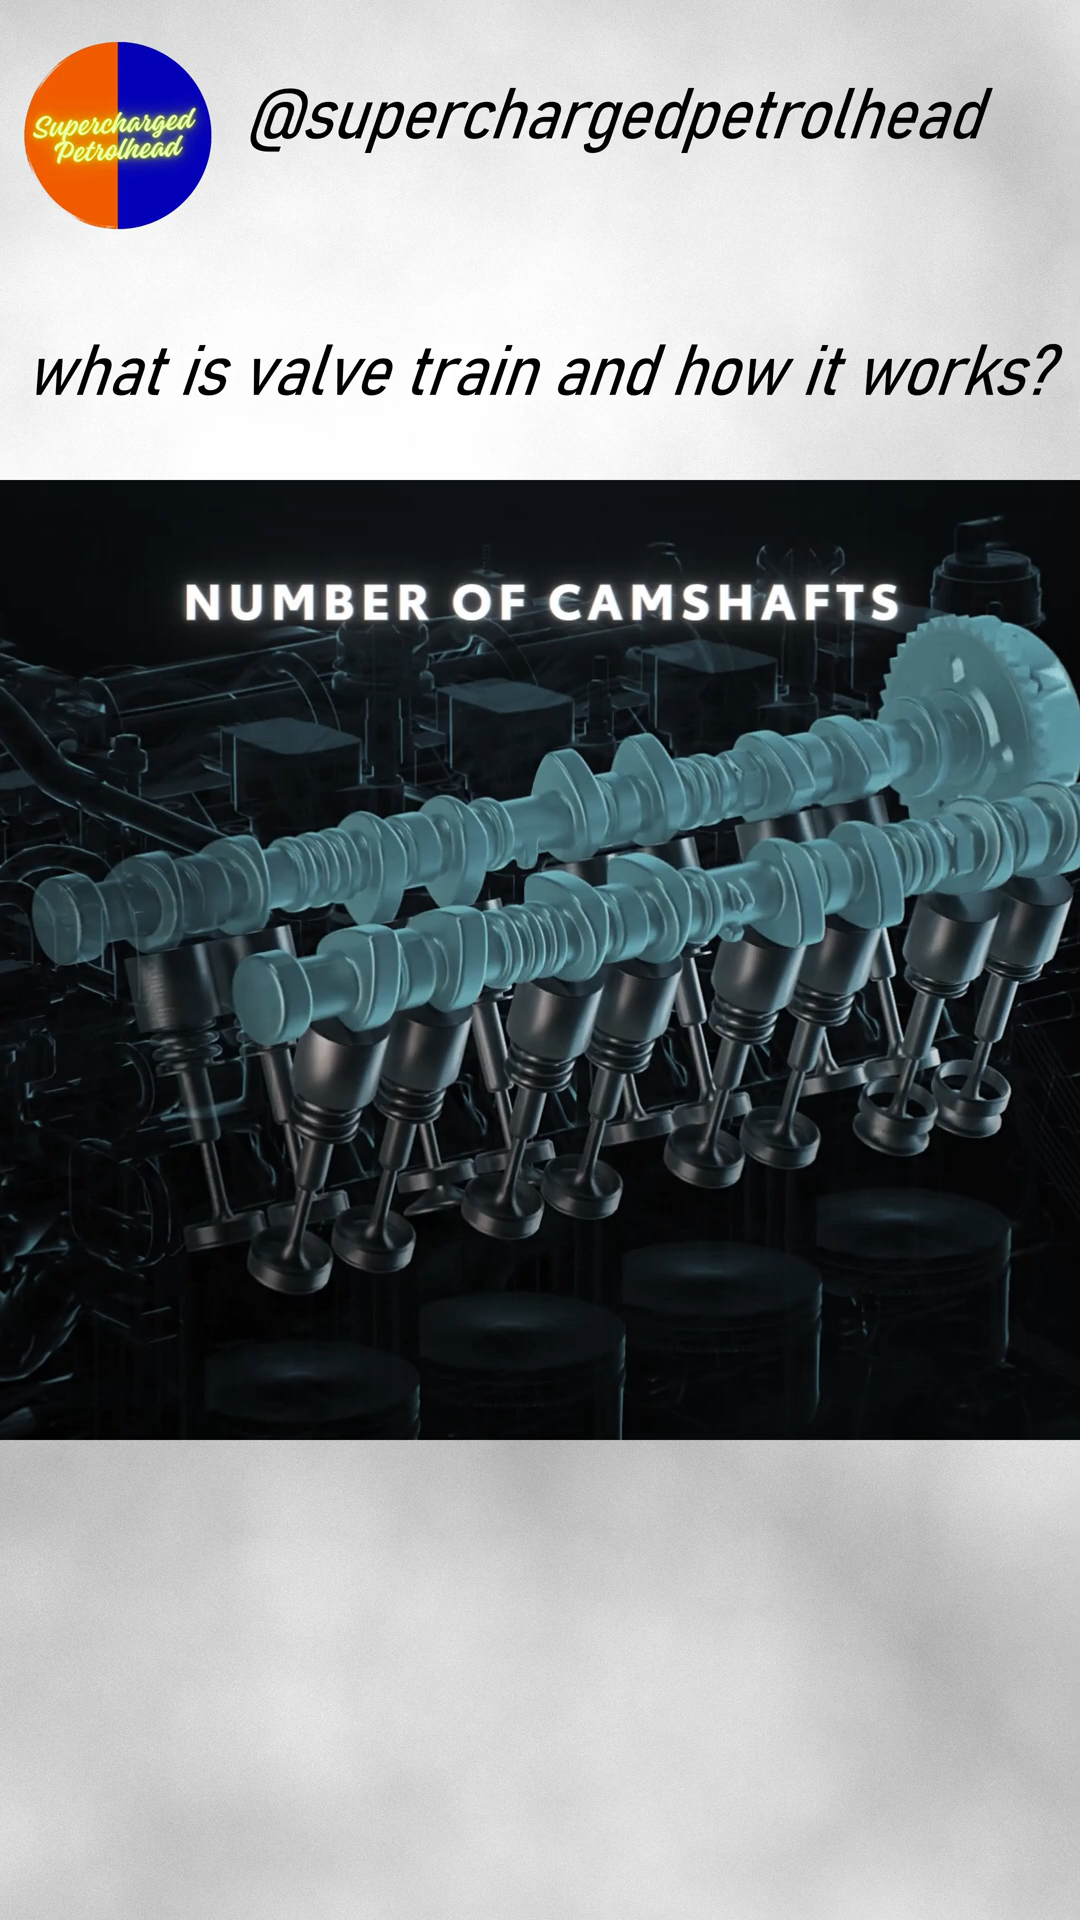 Supercharged
Petrolhead
@superchargedpetrolhead
what is valve train and how it works?
NUMBER OF CAMSHAFTS